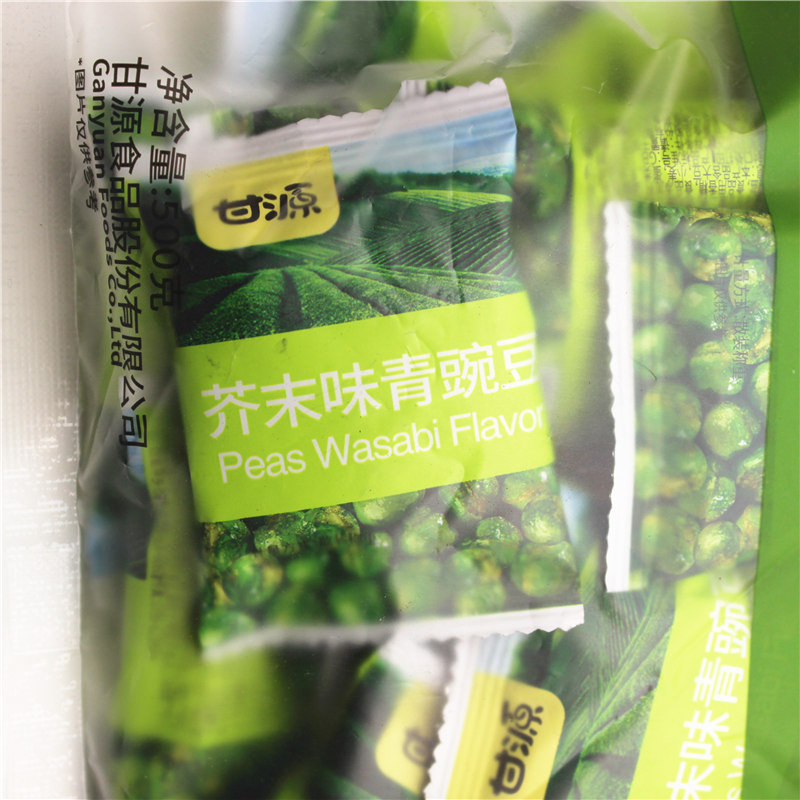 净含量:500克
甘源食品股份有限公司
Ganyuan Foods Co.,Ltd
*图片仅供参考
甘源
芥末味青豌豆
Peas Wasabi Flavor
甘源
末味青豌